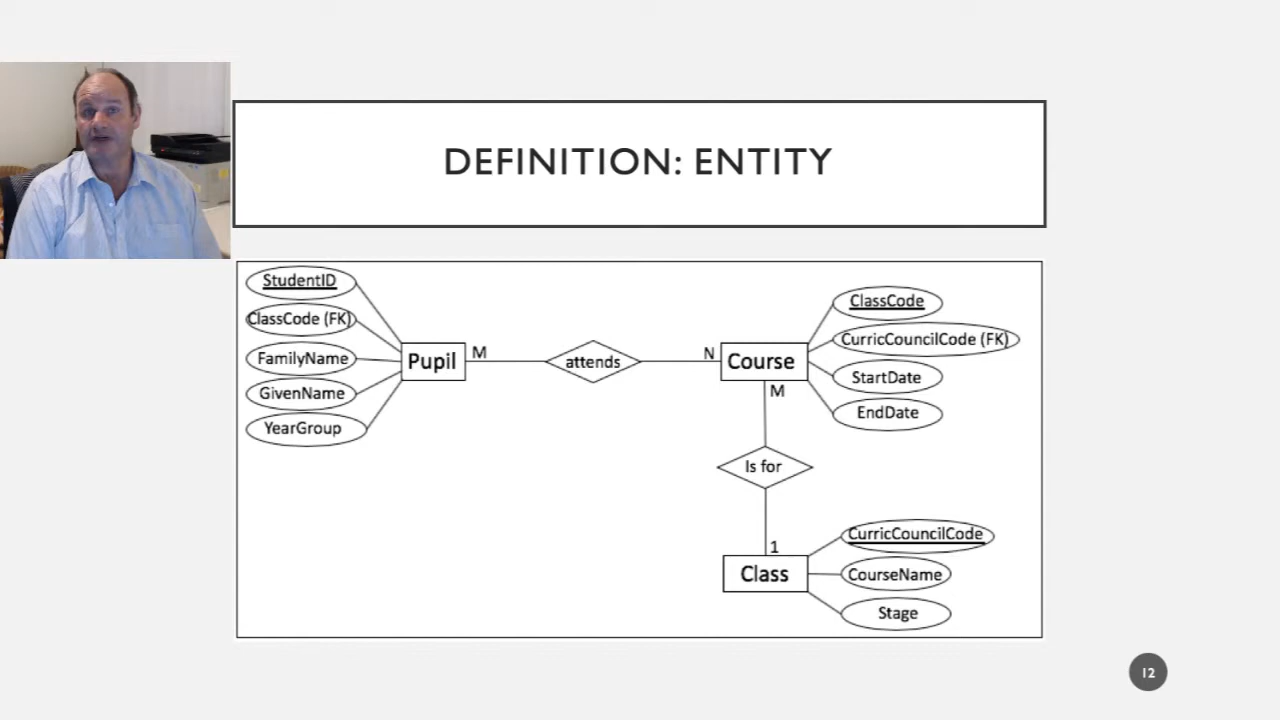 DEFINITION: ENTITY
StudentID
ClassCode (FK)
FamilyName
GivenName
YearGroup
Pupil
M
attends
N
Course
ClassCode
CurricCouncilCode (FK)
StartDate
EndDate
M
Is for
1
Class
CurricCouncilCode
CourseName
Stage
12